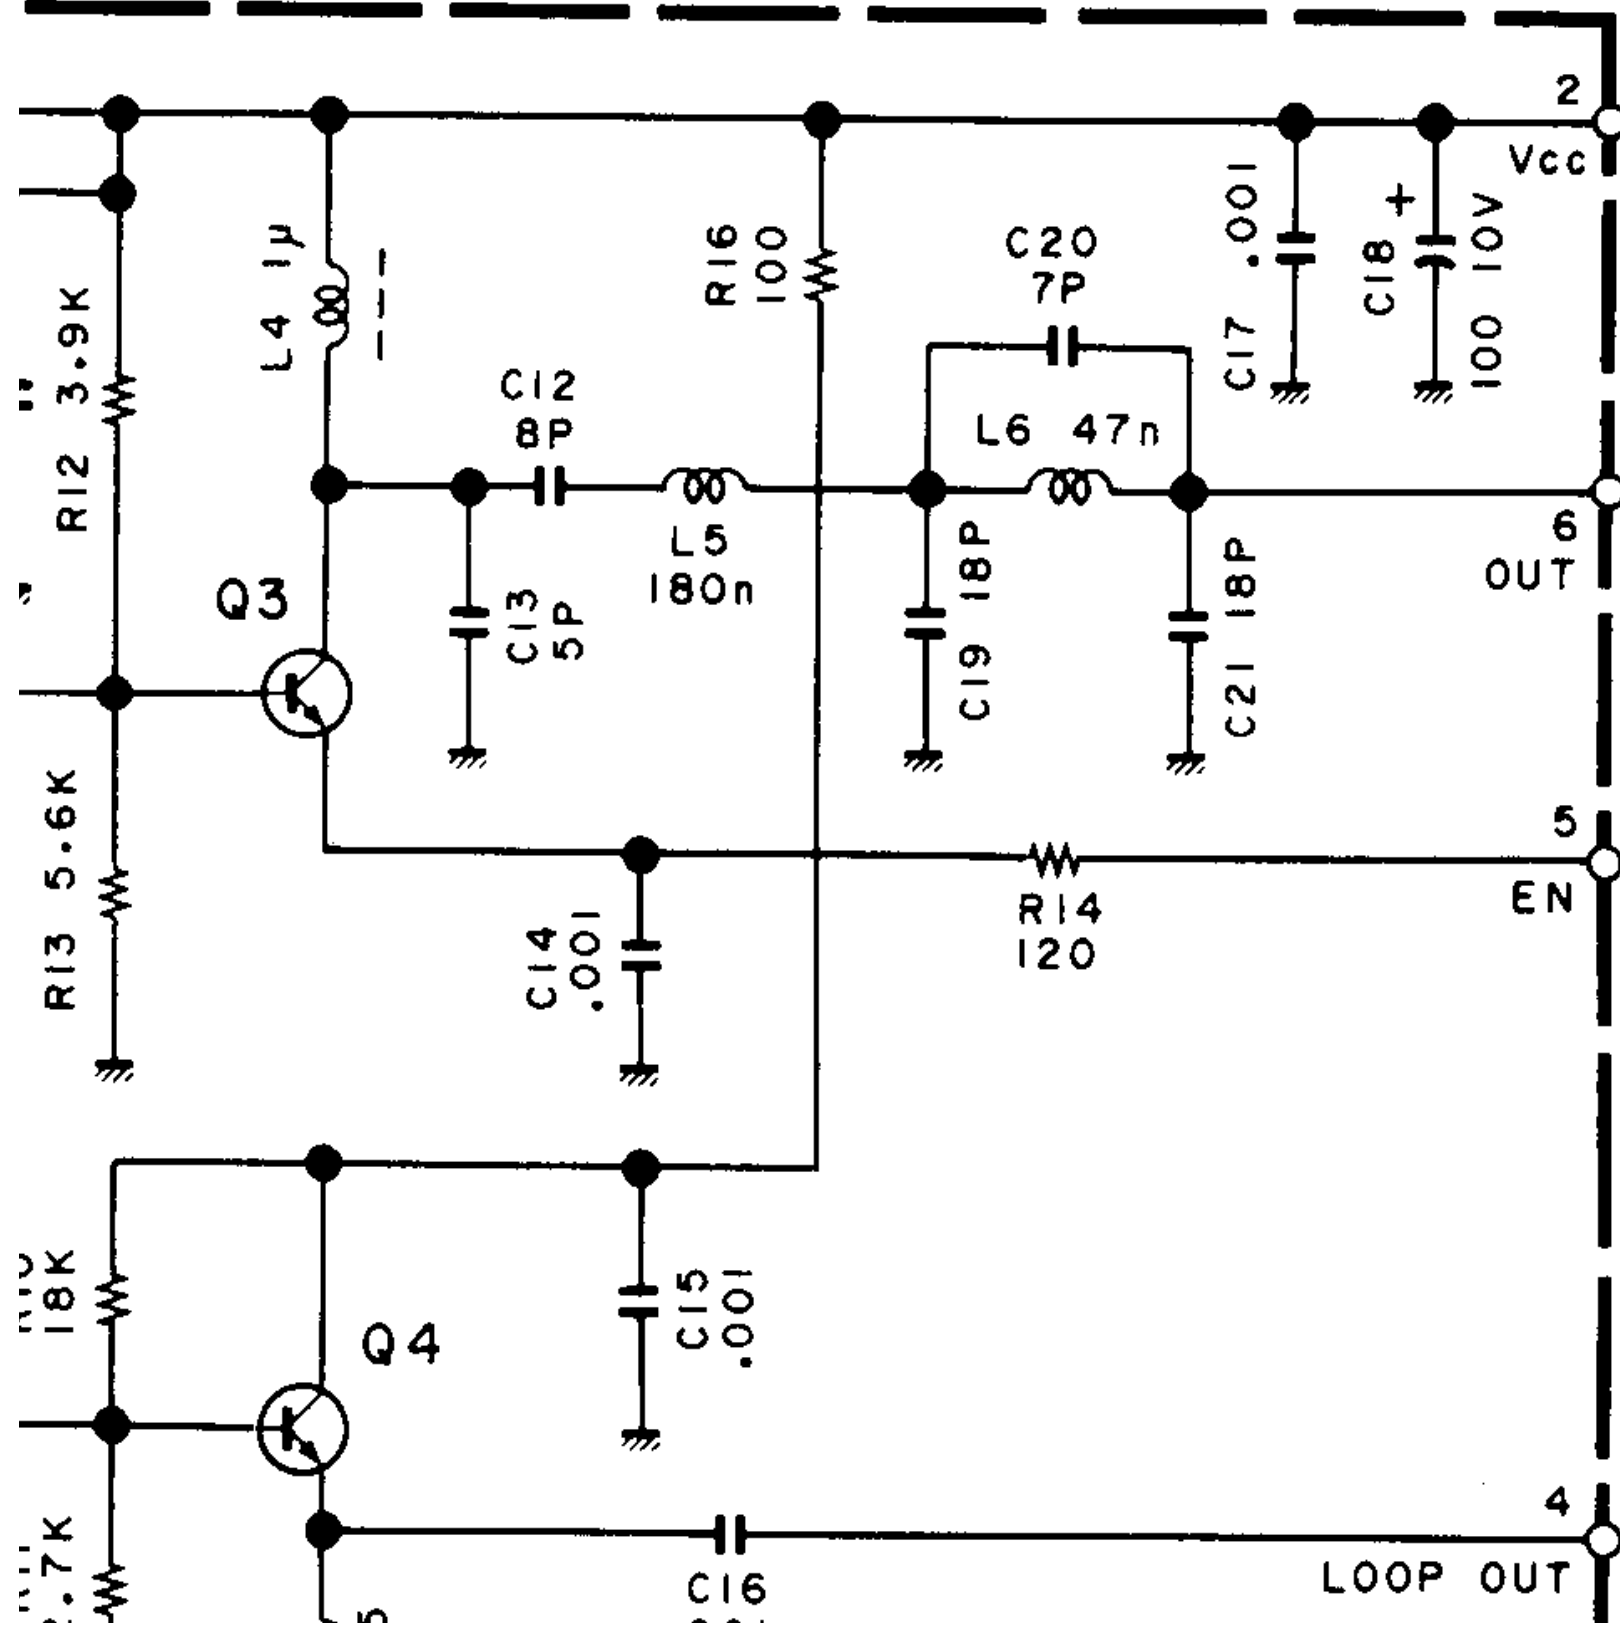 2
Vcc
L4 1µ
R16
100
C20
7P
C17 .001
C18 +
100 10V
R12 3.9K
C12
8P
L6 47n
L5
180n
6
OUT
Q3
C13
5P
C19 18P
C21 18P
5
EN
R13 5.6K
R14
120
C14
.001
18K
C15
.001
Q4
4
LOOP OUT
.7K
C16